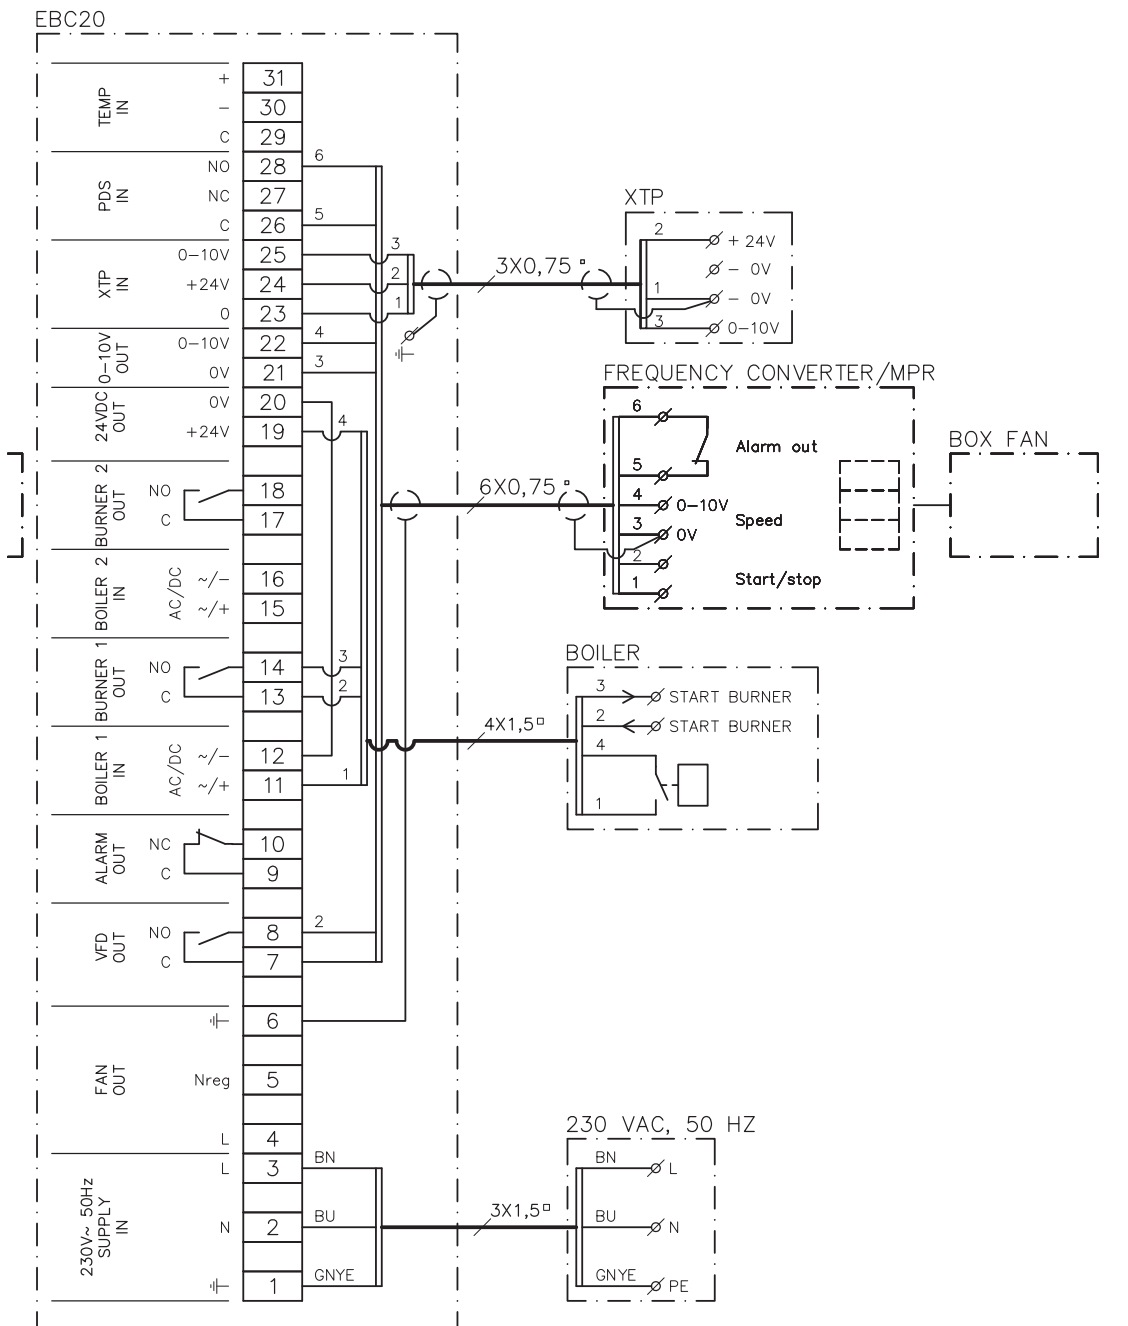 EBC20
TEMP IN
+ 31
− 30
C 29
PDS IN
NO 28 6
NC 27
C 26 5
XTP IN
0−10V 25 3
+24V 24 2
0 23 1
0−10V OUT
0−10V 22 4
0V 21 3
24VDC OUT
0V 20
+24V 19 4
BURNER 2 OUT
NO 18
C 17
BOILER 2 IN
AC/DC
~/− 16
~/+ 15
BURNER 1 OUT
NO 14 3
C 13 2
BOILER 1 IN
AC/DC
~/− 12
~/+ 11 1
ALARM OUT
NC 10
C 9
VFD OUT
NO 8 2
C 7
FAN OUT
6
Nreg 5
L 4
230V~ 50Hz SUPPLY IN
L 3 BN
N 2 BU
1 GNYE
3X0,75 ▫
XTP
2 + 24V
− 0V
1 − 0V
3 0−10V
6X0,75 ▫
FREQUENCY CONVERTER/MPR
6
Alarm out
5
4 0−10V
Speed
3 0V
2
Start/stop
1
BOX FAN
4X1,5▫
BOILER
3 START BURNER
2 START BURNER
4
1
3X1,5▫
230 VAC, 50 HZ
BN L
BU N
GNYE PE